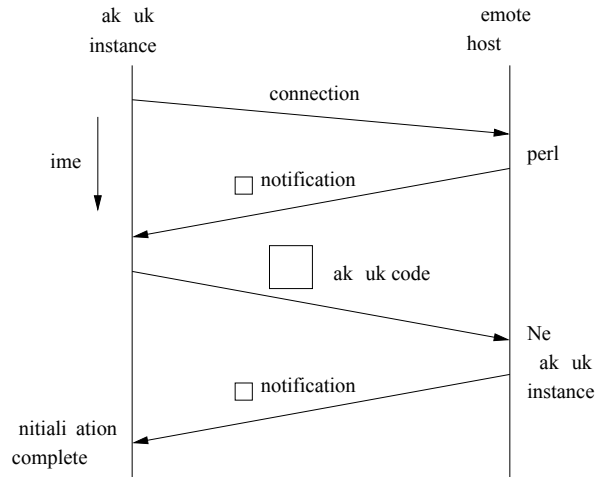 ak uk
instance
emote
host
connection
ime
perl
notification
ak uk code
Ne
ak uk
instance
notification
nitiali ation
complete